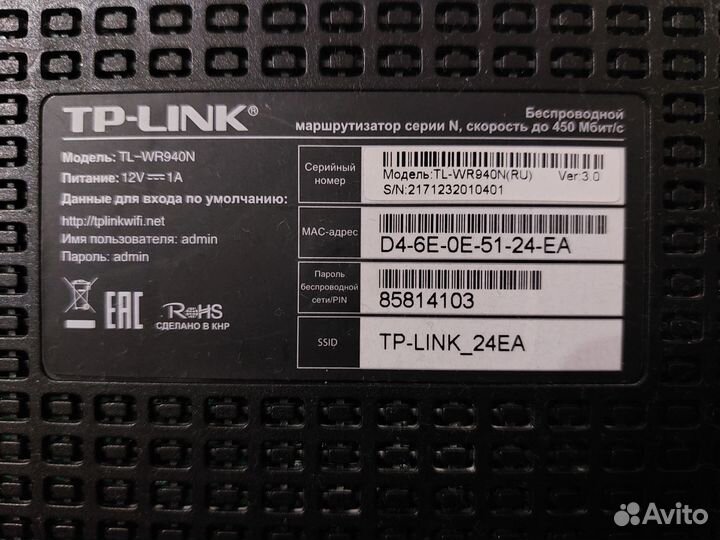 TP-LINK®
Беспроводной
маршрутизатор серии N, скорость до 450 Мбит/с
Модель: TL-WR940N
Питание: 12V⎓1A
Данные для входа по умолчанию:
http://tplinkwifi.net
Имя пользователя: admin
Пароль: admin
EAC
RoHS
СДЕЛАНО В КНР
Серийный
номер
Модель:TL-WR940N(RU) Ver:3.0
S/N:2171232010401
MAC-адрес
D4-6E-0E-51-24-EA
Пароль
беспроводной
сети/PIN
85814103
SSID
TP-LINK_24EA
Avito